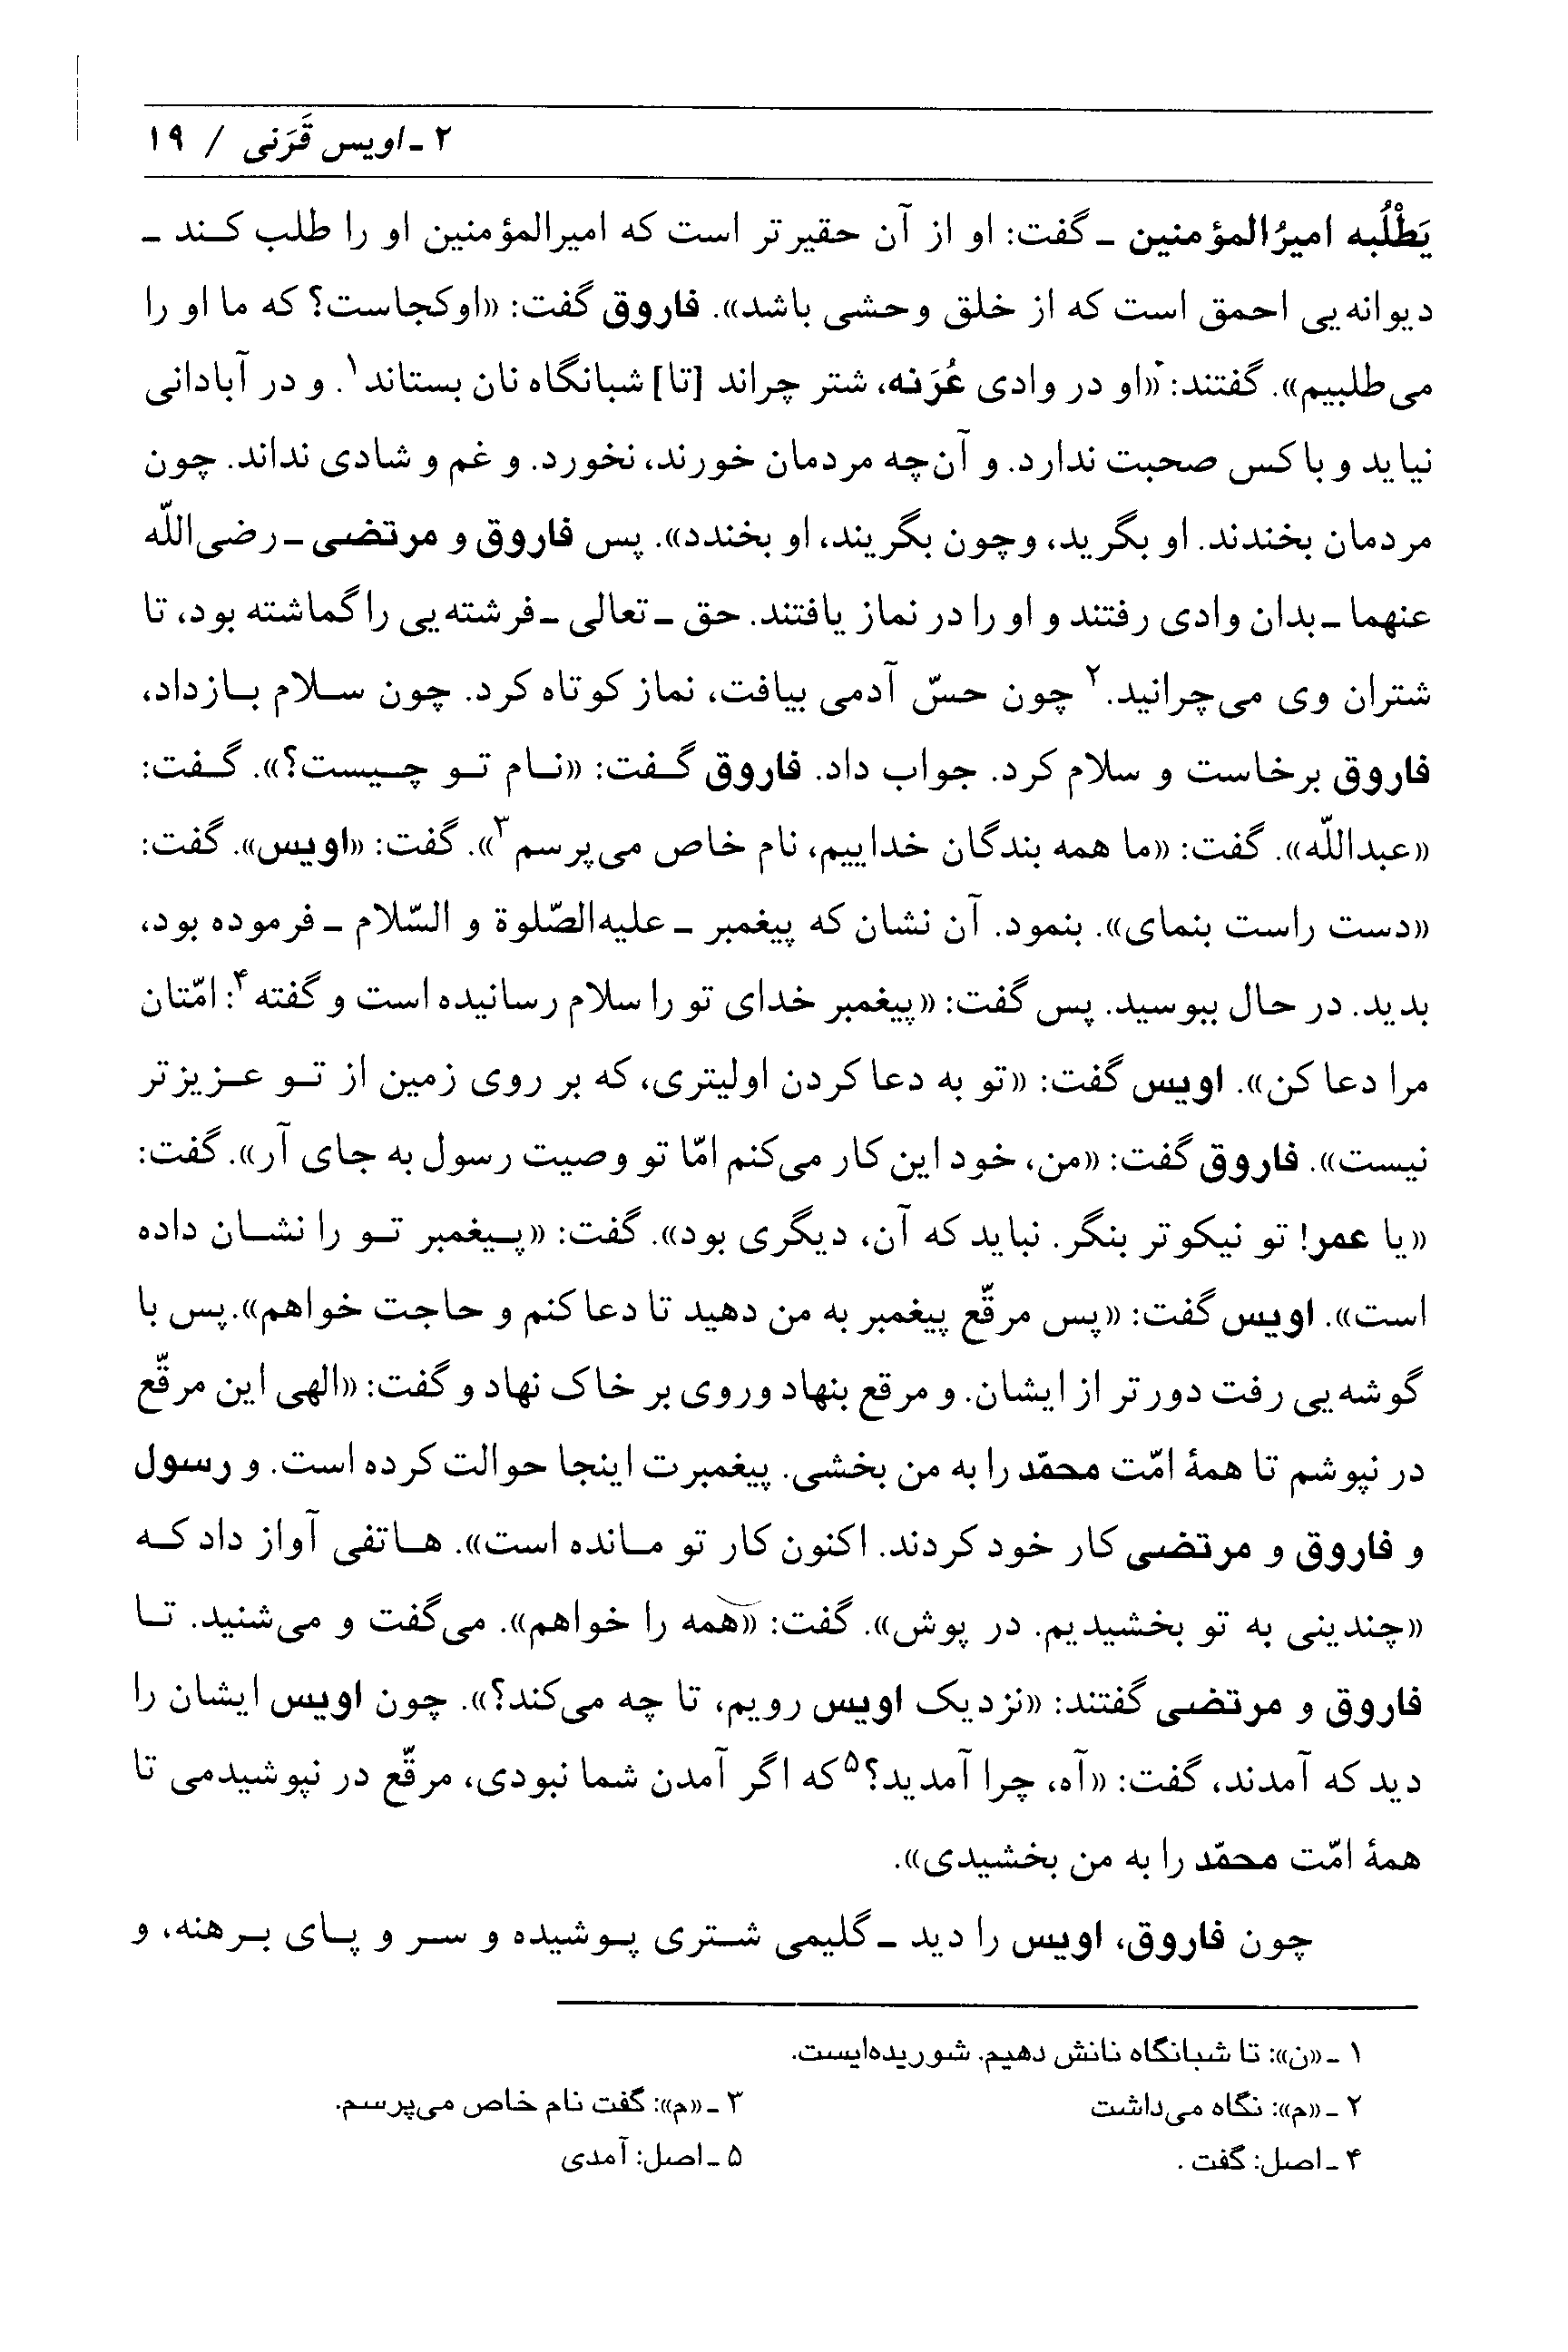 ۲ ـ اویس قَرَنی / ۱۹
یَطْلُبه امیرُالمؤمنین ـ گفت: او از آن حقیرتر است که امیرالمؤمنین او را طلب کند ـ
دیوانه‌یی احمق است که از خلق وحشی باشد». فاروق گفت: «اوکجاست؟ که ما او را
می‌طلبیم». گفتند: «او در وادی عُرَنه، شتر چراند [تا] شبانگاه نان بستاند۱. و در آبادانی
نیاید و با کس صحبت ندارد. و آن‌چه مردمان خورند، نخورد. و غم و شادی نداند. چون
مردمان بخندند. او بگرید، وچون بگریند، او بخندد». پس فاروق و مرتضی ـ رضی‌اللّه
عنهما ـ بدان وادی رفتند و او را در نماز یافتند. حق ـ تعالی ـ فرشته‌یی را گماشته بود، تا
شتران وی می‌چرانید.۲ چون حسّ آدمی بیافت، نماز کوتاه کرد. چون سلام بازداد،
فاروق برخاست و سلام کرد. جواب داد. فاروق گفت: «نام تو چیست؟». گفت:
«عبداللّه». گفت: «ما همه بندگان خداییم، نام خاص می‌پرسم۳». گفت: «اویس». گفت:
«دست راست بنمای». بنمود. آن نشان که پیغمبر ـ علیه‌الصّلوة و السّلام ـ فرموده بود،
بدید. در حال ببوسید. پس گفت: «پیغمبر خدای تو را سلام رسانیده است و گفته۴: امّتان
مرا دعا کن». اویس گفت: «تو به دعا کردن اولیتری، که بر روی زمین از تو عزیزتر
نیست». فاروق گفت: «من، خود این کار می‌کنم امّا تو وصیت رسول به جای آر». گفت:
«یا عمر! تو نیکوتر بنگر. نباید که آن، دیگری بود». گفت: «پیغمبر تو را نشان داده
است». اویس گفت: «پس مرقّع پیغمبر به من دهید تا دعا کنم و حاجت خواهم».پس با
گوشه‌یی رفت دورتر از ایشان. و مرقع بنهاد وروی بر خاک نهاد و گفت: «الهی این مرقّع
در نپوشم تا همهٔ امّت محمّد را به من بخشی. پیغمبرت اینجا حوالت کرده است. و رسول
و فاروق و مرتضی کار خود کردند. اکنون کار تو مانده است». هاتفی آواز داد که
«چندینی به تو بخشیدیم. در پوش». گفت: «همه را خواهم». می‌گفت و می‌شنید. تا
فاروق و مرتضی گفتند: «نزدیک اویس رویم، تا چه می‌کند؟». چون اویس ایشان را
دید که آمدند، گفت: «آه، چرا آمدید؟۵ که اگر آمدن شما نبودی، مرقّع در نپوشیدمی تا
همهٔ امّت محمّد را به من بخشیدی».
چون فاروق، اویس را دید ـ گلیمی شتری پوشیده و سر و پای برهنه، و
۱ ـ «ن»: تا شبانگاه نانش دهیم. شوریده‌ایست.
۲ ـ «م»: نگاه می‌داشت ۳ ـ «م»: گفت نام خاص می‌پرسم.
۴ ـ اصل: گفت . ۵ ـ اصل: آمدی